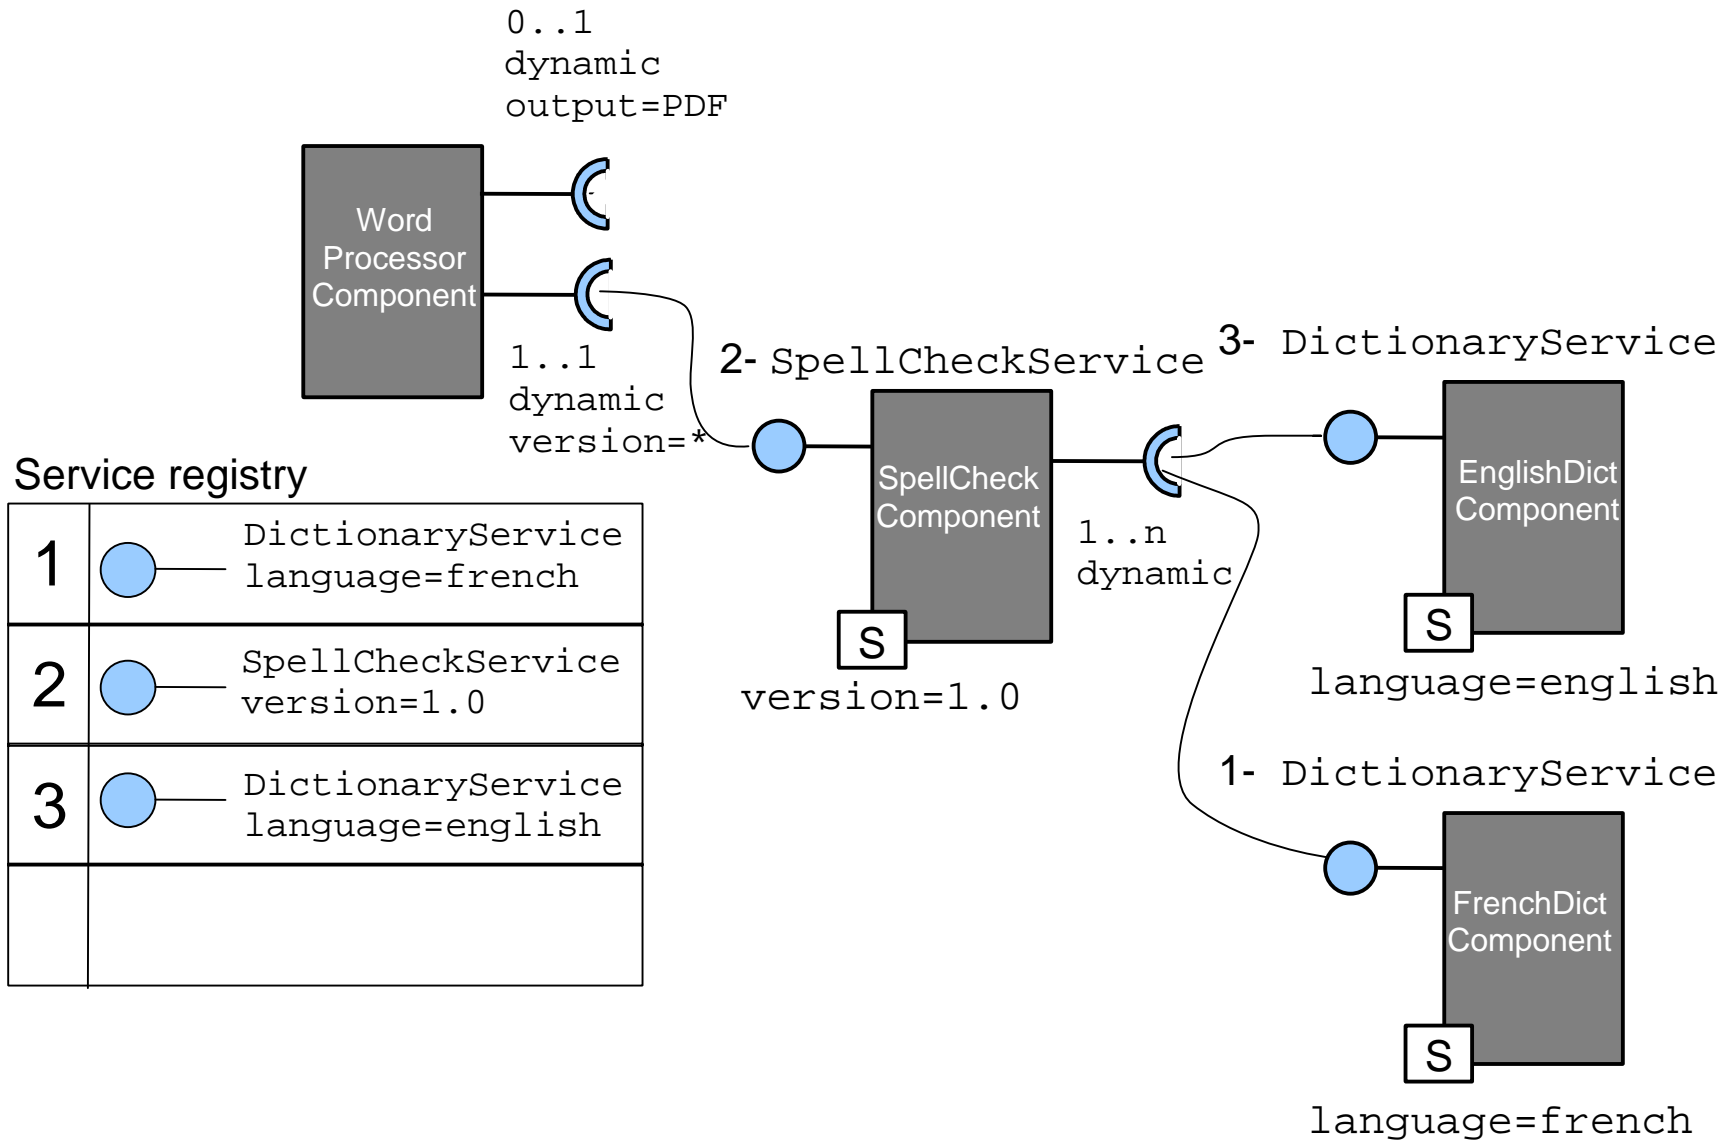 0..1
dynamic
output=PDF
Word
Processor
Component
1..1
dynamic
version=*
2- SpellCheckService
SpellCheck
Component
S
version=1.0
1..n
dynamic
3- DictionaryService
EnglishDict
Component
S
language=english
1- DictionaryService
FrenchDict
Component
S
language=french
Service registry
1
DictionaryService
language=french
2
SpellCheckService
version=1.0
3
DictionaryService
language=english